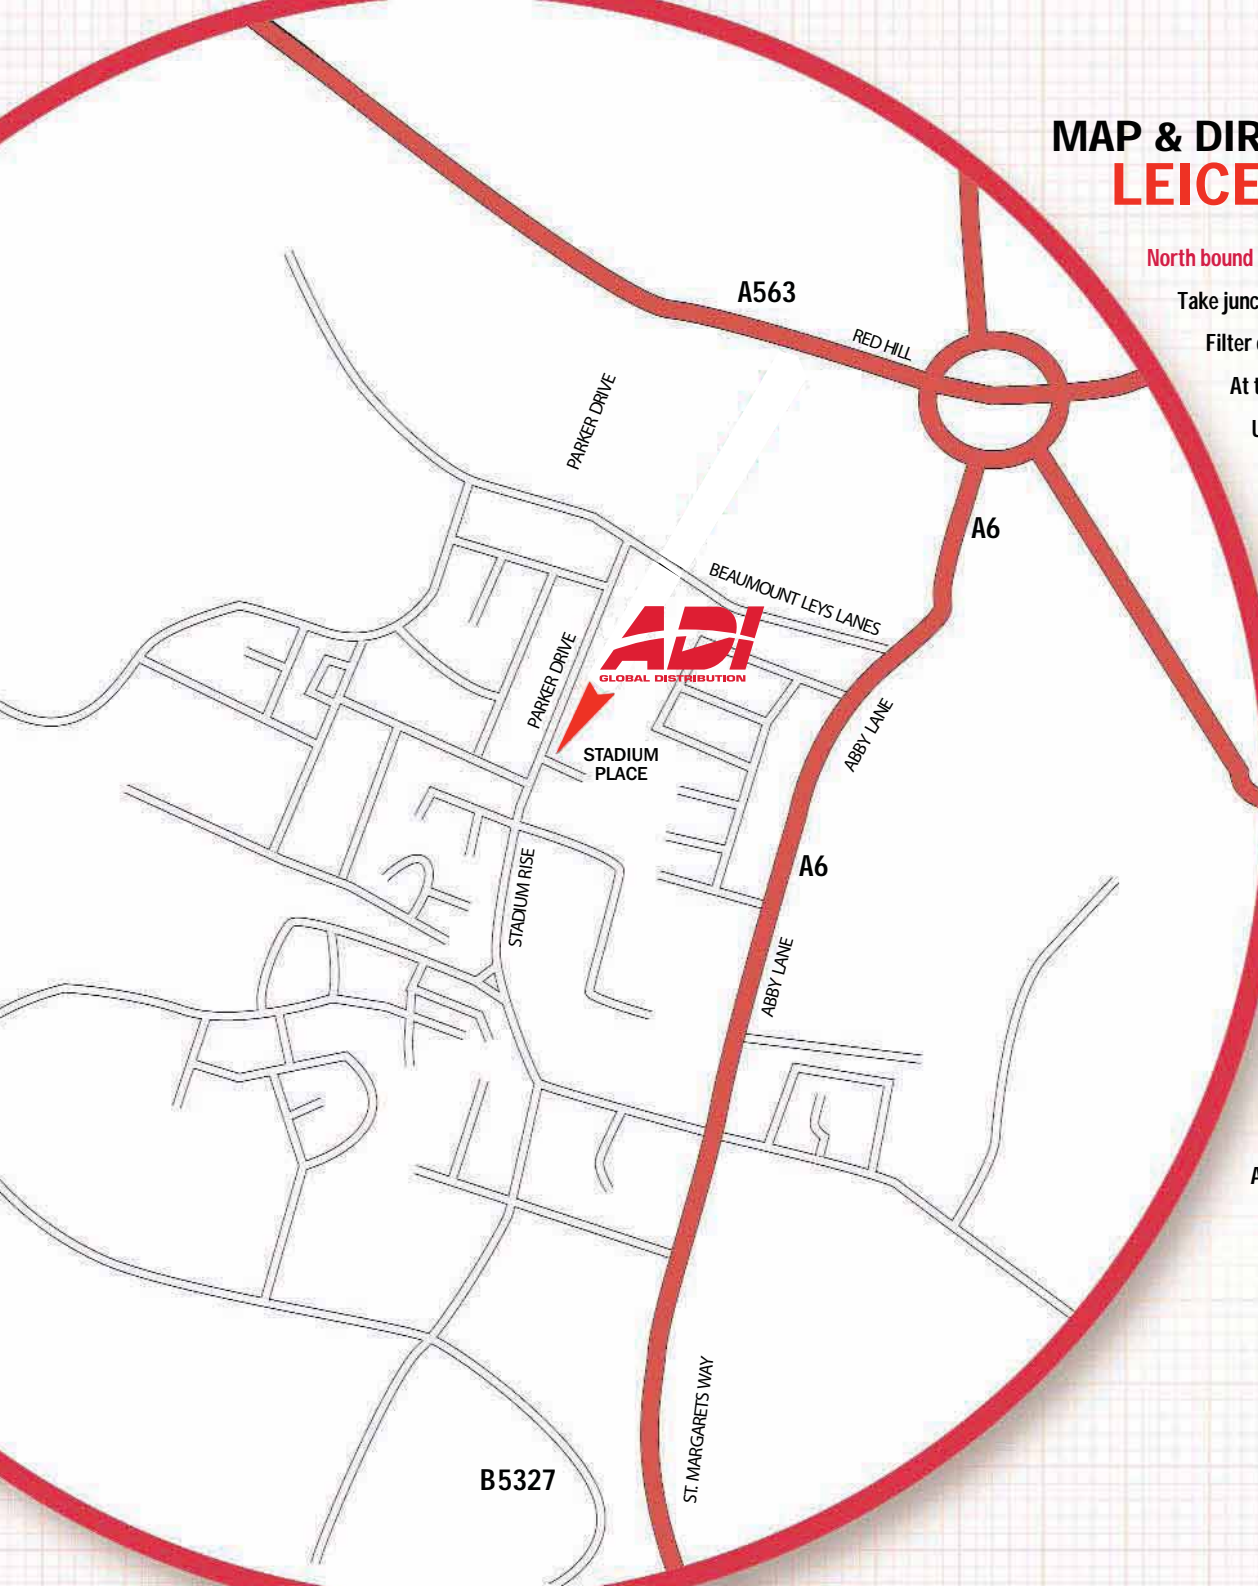 MAP & DIR
LEICE
North bound
Take junc
Filter
At t
U
A563
RED HILL
PARKER DRIVE
A6
BEAUMOUNT LEYS LANES
ADI
GLOBAL DISTRIBUTION
PARKER DRIVE
STADIUM
PLACE
ABBY LANE
A6
STADIUM RISE
ABBY LANE
A
ST. MARGARETS WAY
B5327